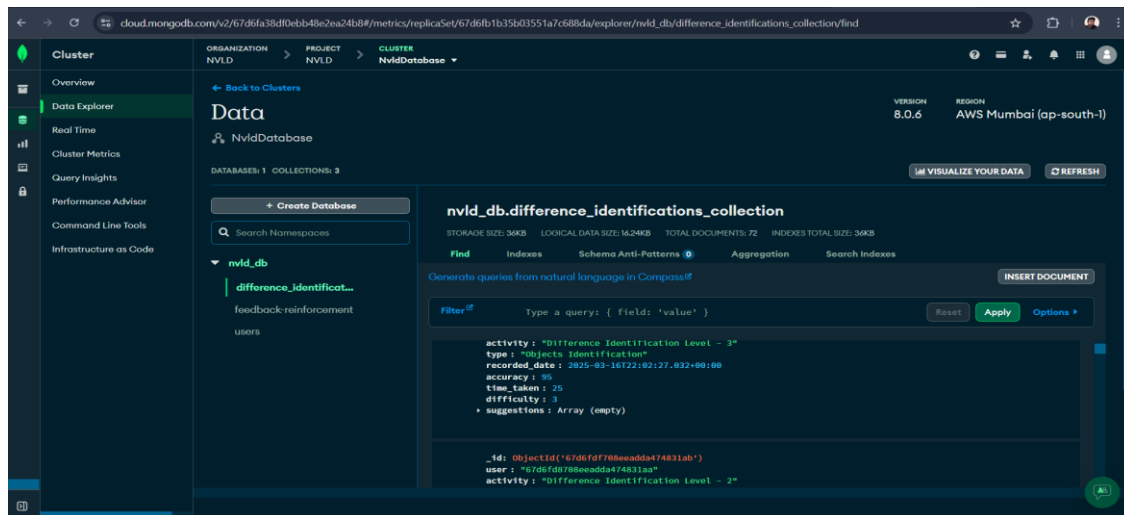 cloud.mongodb.com/v2/67d6fa38df0ebb48e2ea24b8#/metrics/replicaSet/67d6fb1b35b03551a7c688da/explorer/nvld_db/difference_identifications_collection/find
Cluster
ORGANIZATION
NVLD
PROJECT
NVLD
CLUSTER
NvldDatabase
Overview
Data Explorer
Real Time
Cluster Metrics
Query Insights
Performance Advisor
Command Line Tools
Infrastructure as Code
Back to Clusters
Data
NvldDatabase
VERSION
8.0.6
REGION
AWS Mumbai (ap-south-1)
DATABASES: 1 COLLECTIONS: 3
VISUALIZE YOUR DATA
REFRESH
+ Create Database
Search Namespaces
nvld_db
difference_identificat...
feedback-reinforcement
users
nvld_db.difference_identifications_collection
STORAGE SIZE: 36KB LOGICAL DATA SIZE: 16.24KB TOTAL DOCUMENTS: 72 INDEXES TOTAL SIZE: 36KB
Find Indexes Schema Anti-Patterns 0 Aggregation Search Indexes
Generate queries from natural language in Compass
INSERT DOCUMENT
Filter
Type a query: { field: 'value' }
Reset Apply Options
activity : "Difference Identification Level - 3"
type : "Objects Identification"
recorded_date : 2025-03-16T22:02:27.032+00:00
accuracy : 95
time_taken : 25
difficulty : 3
suggestions : Array (empty)
_id: ObjectId('67d6fdf708eeadda474831ab')
user : "67d6fd8708eeadda474831aa"
activity : "Difference Identification Level - 2"